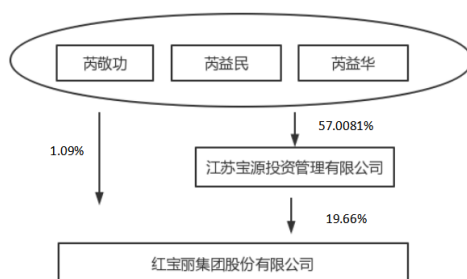 芮敬功
芮益民
芮益华
57.0081%
1.09%
江苏宝源投资管理有限公司
19.66%
红宝丽集团股份有限公司